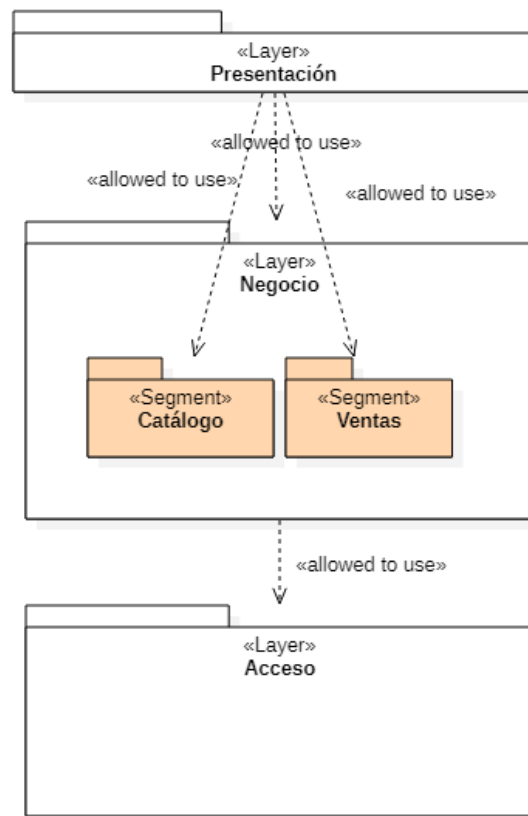 «Layer»
Presentación
«allowed to use»
«allowed to use»
«allowed to use»
«Layer»
Negocio
«Segment»
Catálogo
«Segment»
Ventas
«allowed to use»
«Layer»
Acceso